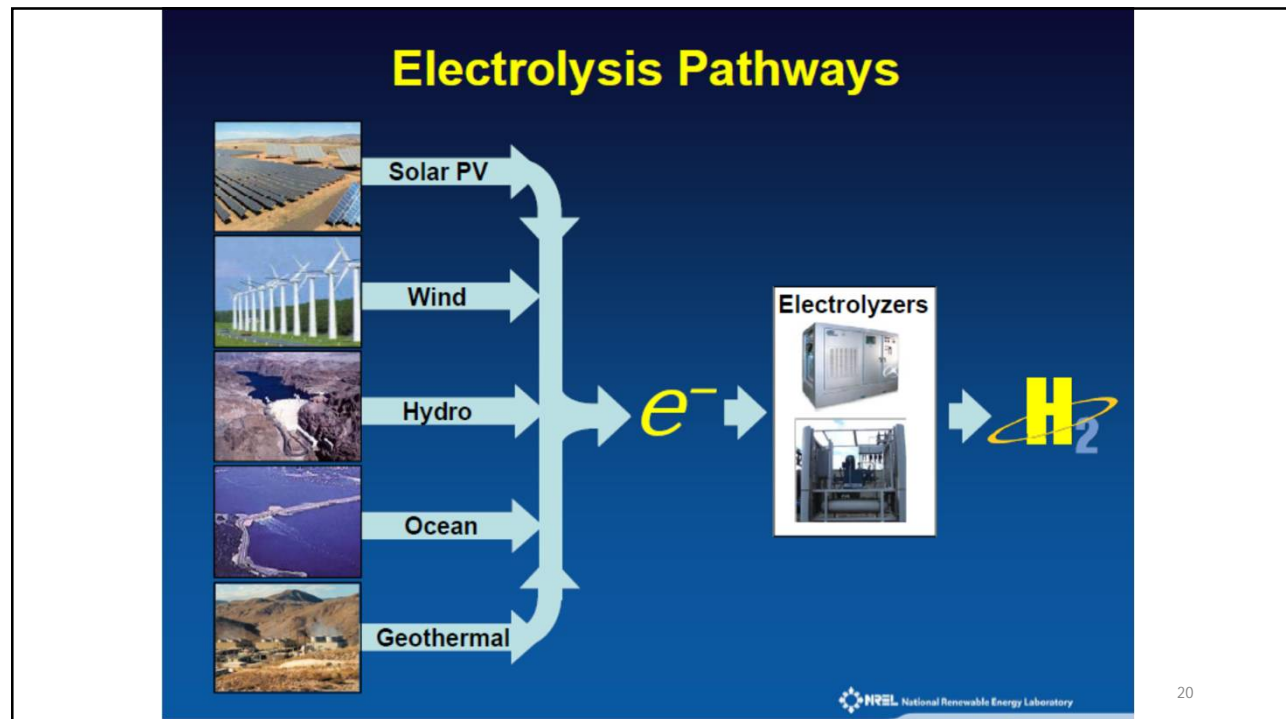 Electrolysis Pathways
Solar PV
Wind
Hydro
Ocean
Geothermal
e⁻
Electrolyzers
H₂
NREL National Renewable Energy Laboratory
20